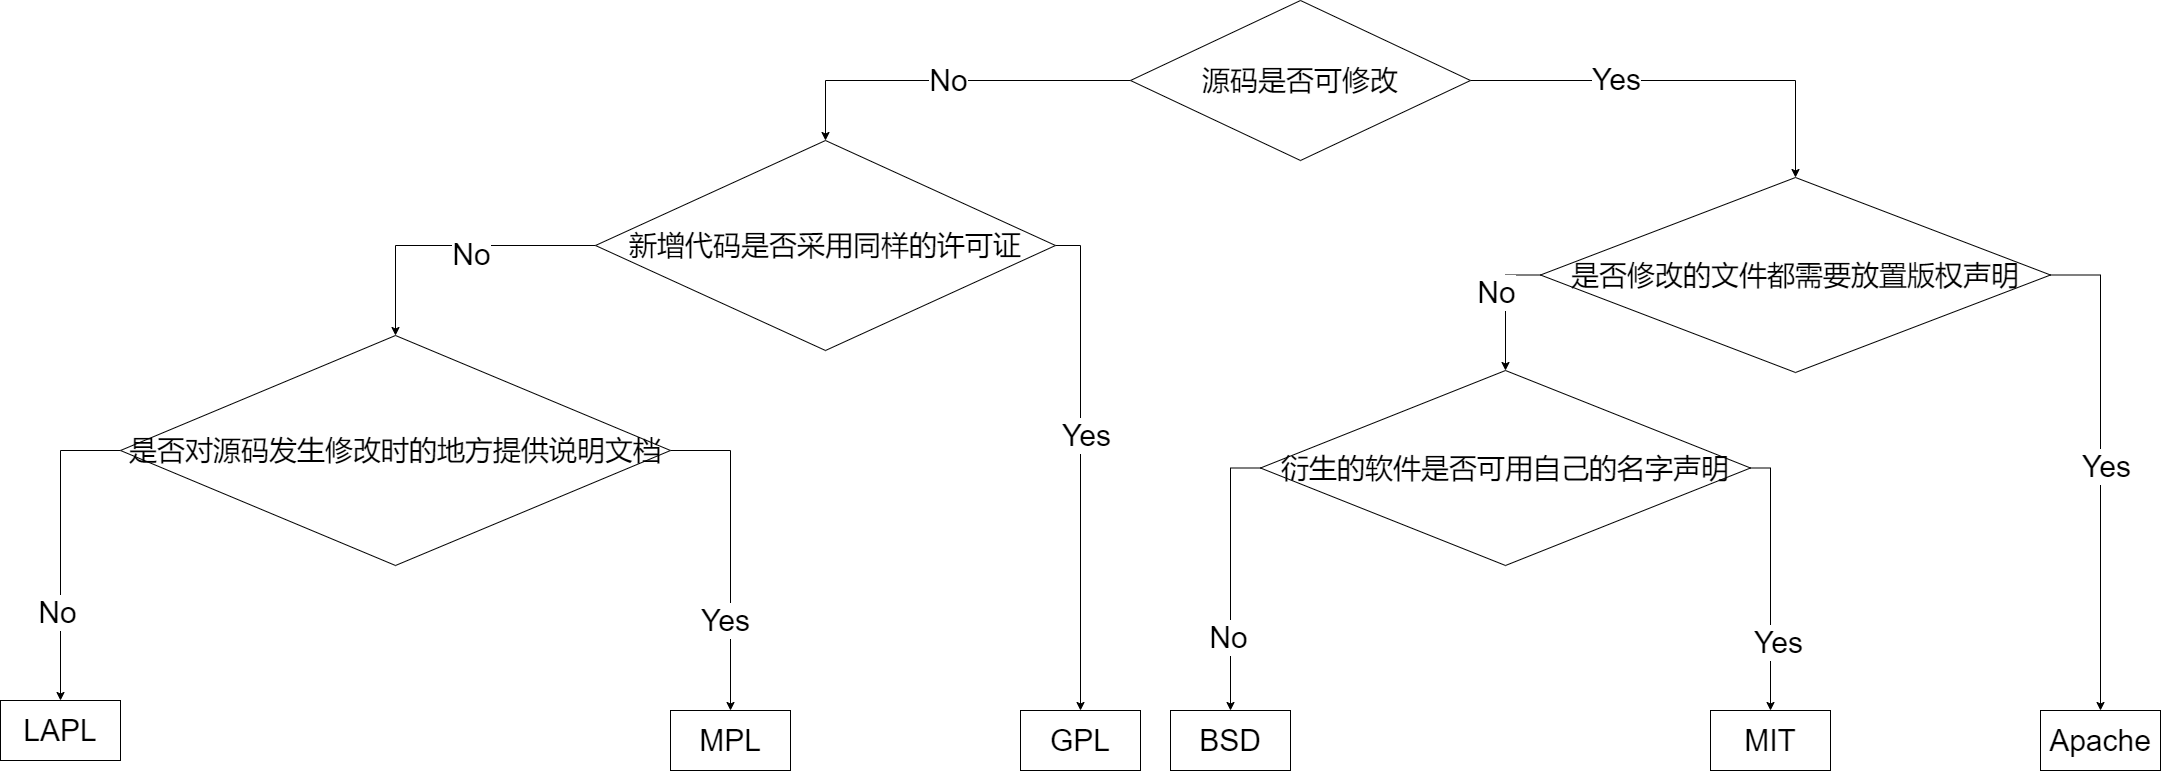 源码是否可修改
No
Yes
新增代码是否采用同样的许可证
No
Yes
是否修改的文件都需要放置版权声明
No
Yes
是否对源码发生修改时的地方提供说明文档
No
Yes
衍生的软件是否可用自己的名字声明
No
Yes
LAPL
MPL
GPL
BSD
MIT
Apache